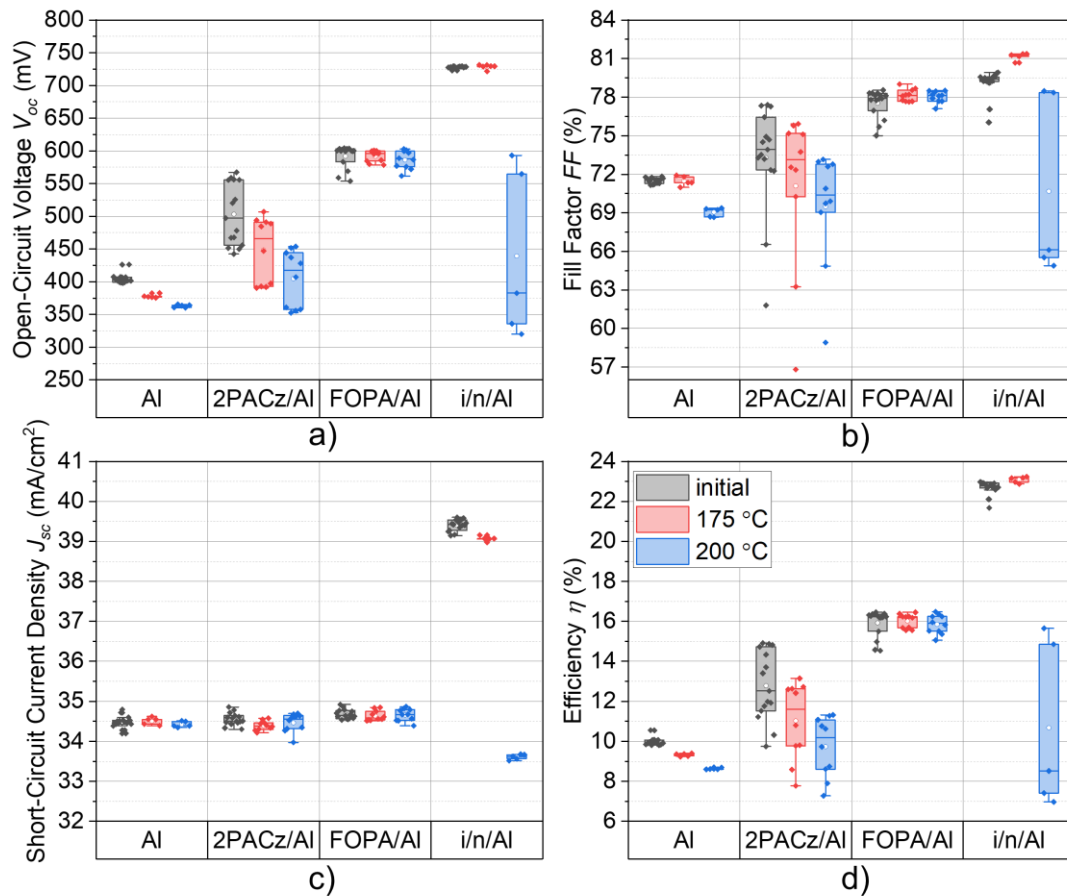 Open-Circuit Voltage Voc (mV)
800
750
700
650
600
550
500
450
400
350
300
250
Al
2PACz/Al
FOPA/Al
i/n/Al
a)
Fill Factor FF (%)
84
81
78
75
72
69
66
63
60
57
Al
2PACz/Al
FOPA/Al
i/n/Al
b)
Short-Circuit Current Density Jsc (mA/cm²)
41
40
39
38
37
36
35
34
33
32
Al
2PACz/Al
FOPA/Al
i/n/Al
c)
Efficiency η (%)
24
22
20
18
16
14
12
10
8
6
initial
175 °C
200 °C
Al
2PACz/Al
FOPA/Al
i/n/Al
d)